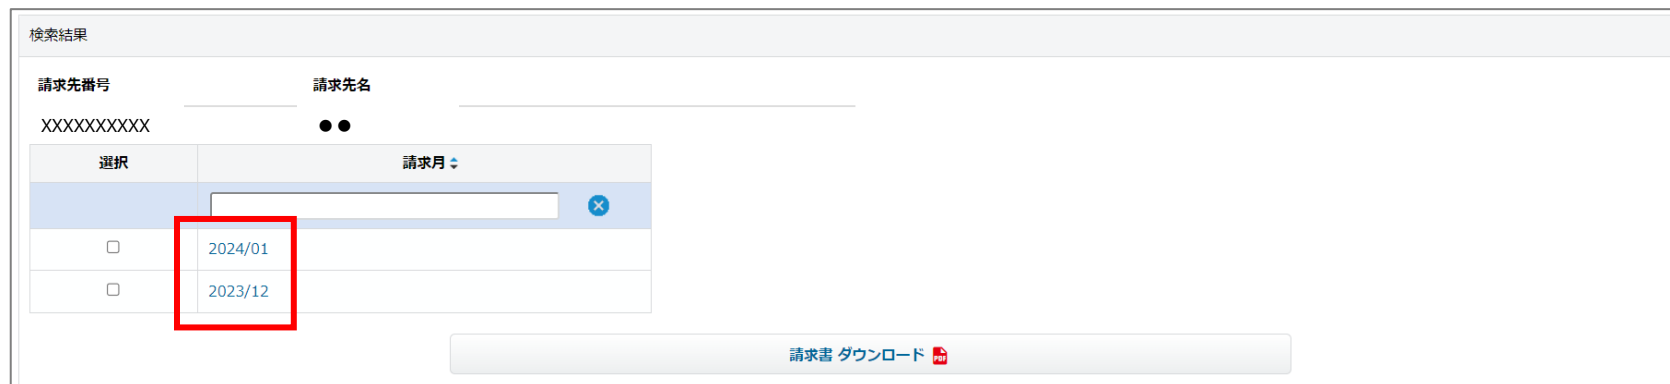 検索結果
請求先番号 請求先名
XXXXXXXXXX ●●
選択 請求月
2024/01
2023/12
請求書 ダウンロード PDF